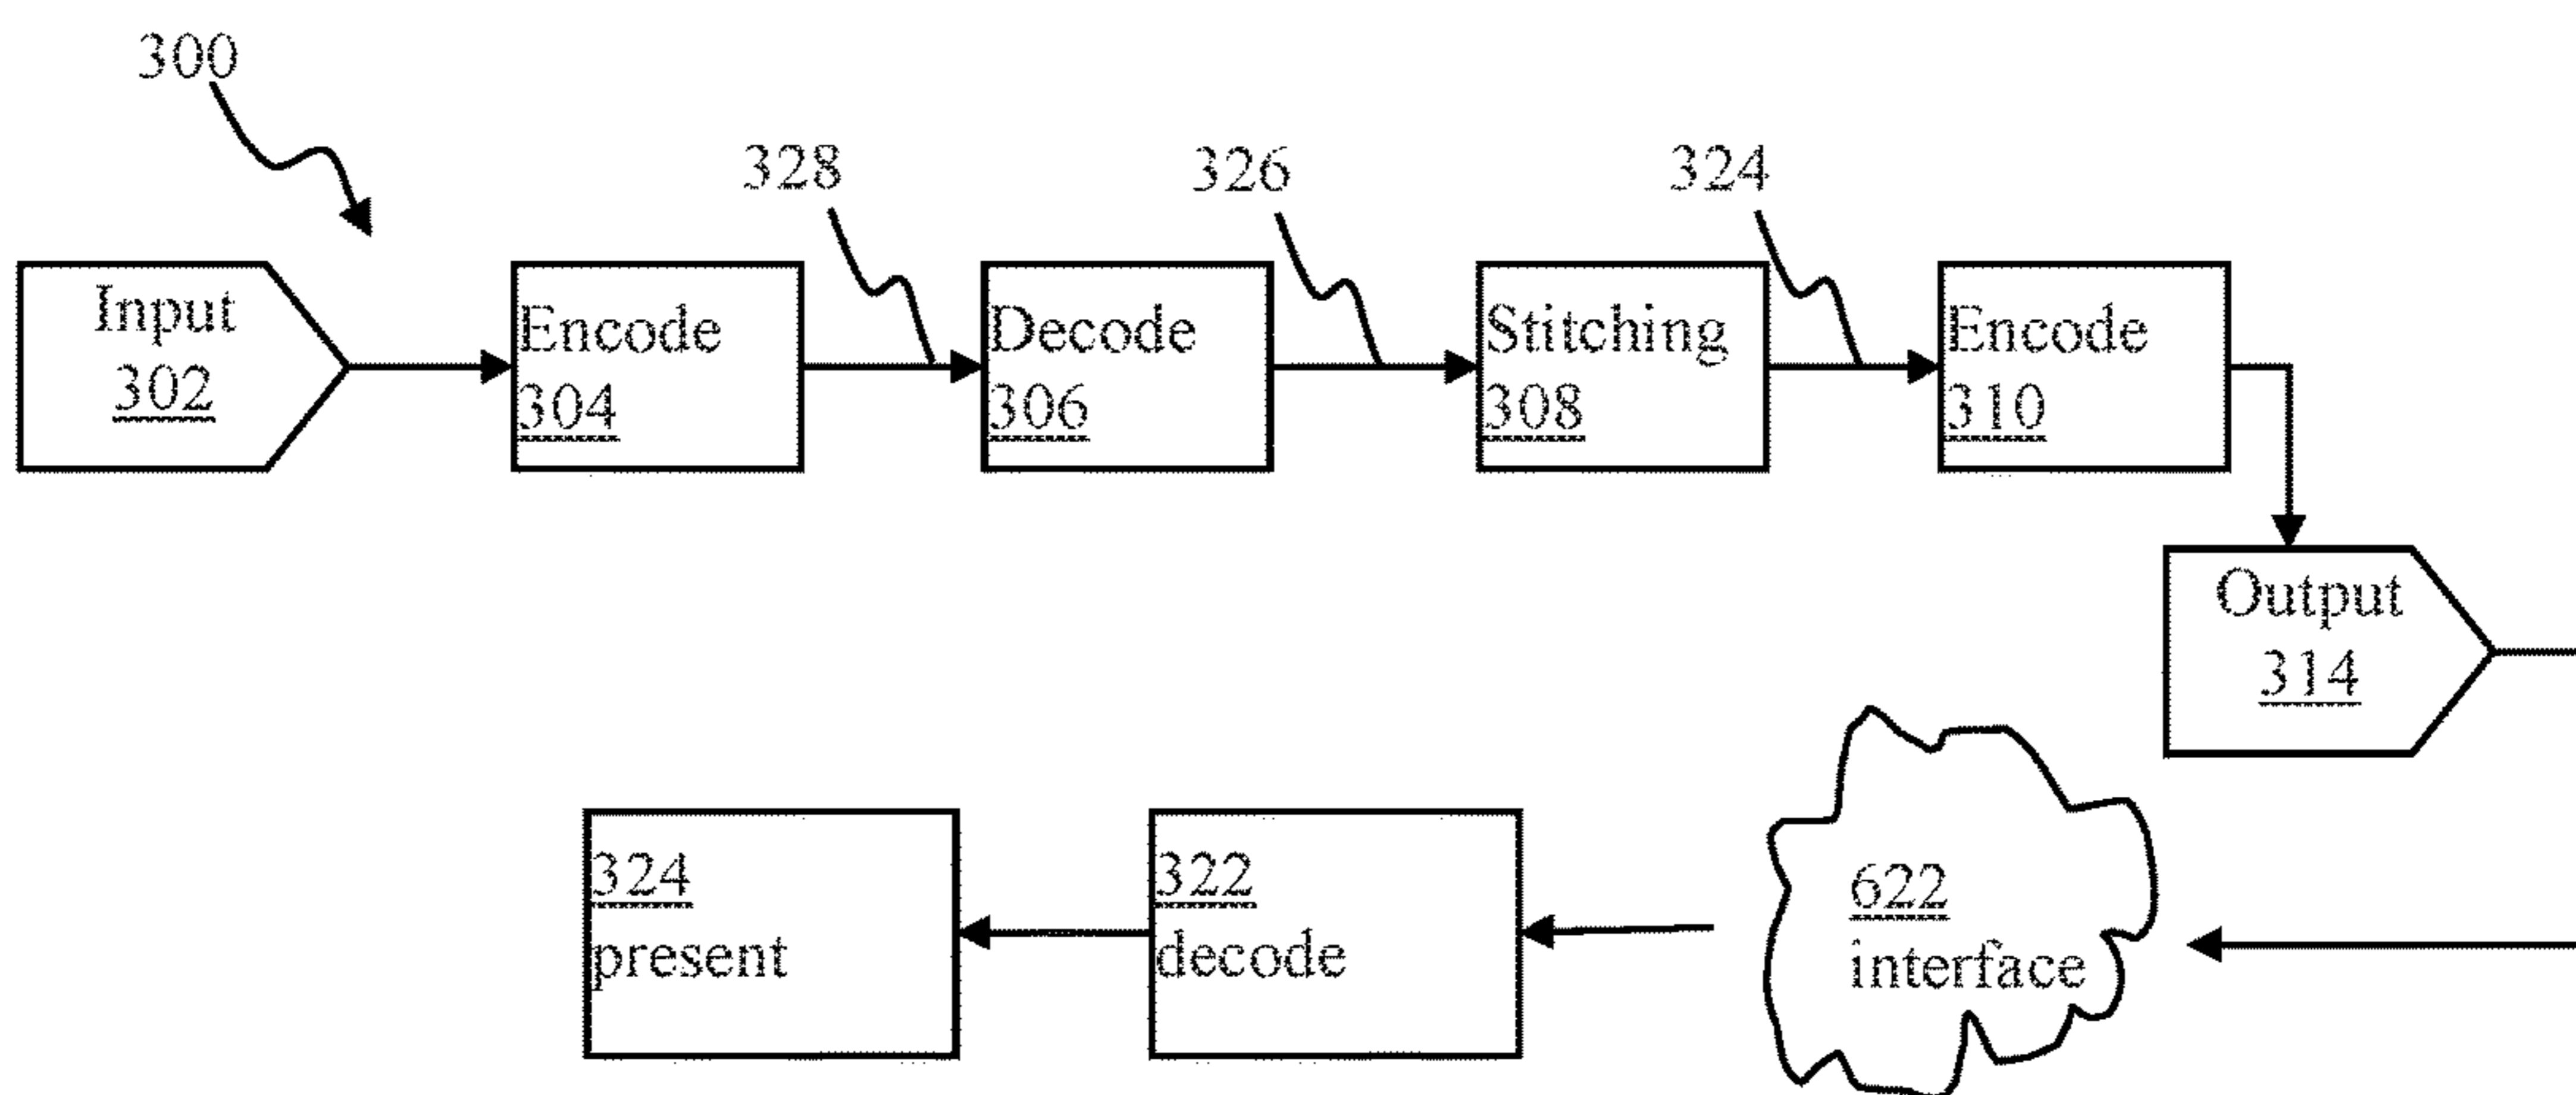 300
328
326
324
Input
302
Encode
304
Decode
306
Stitching
308
Encode
310
Output
314
324
present
322
decode
622
interface